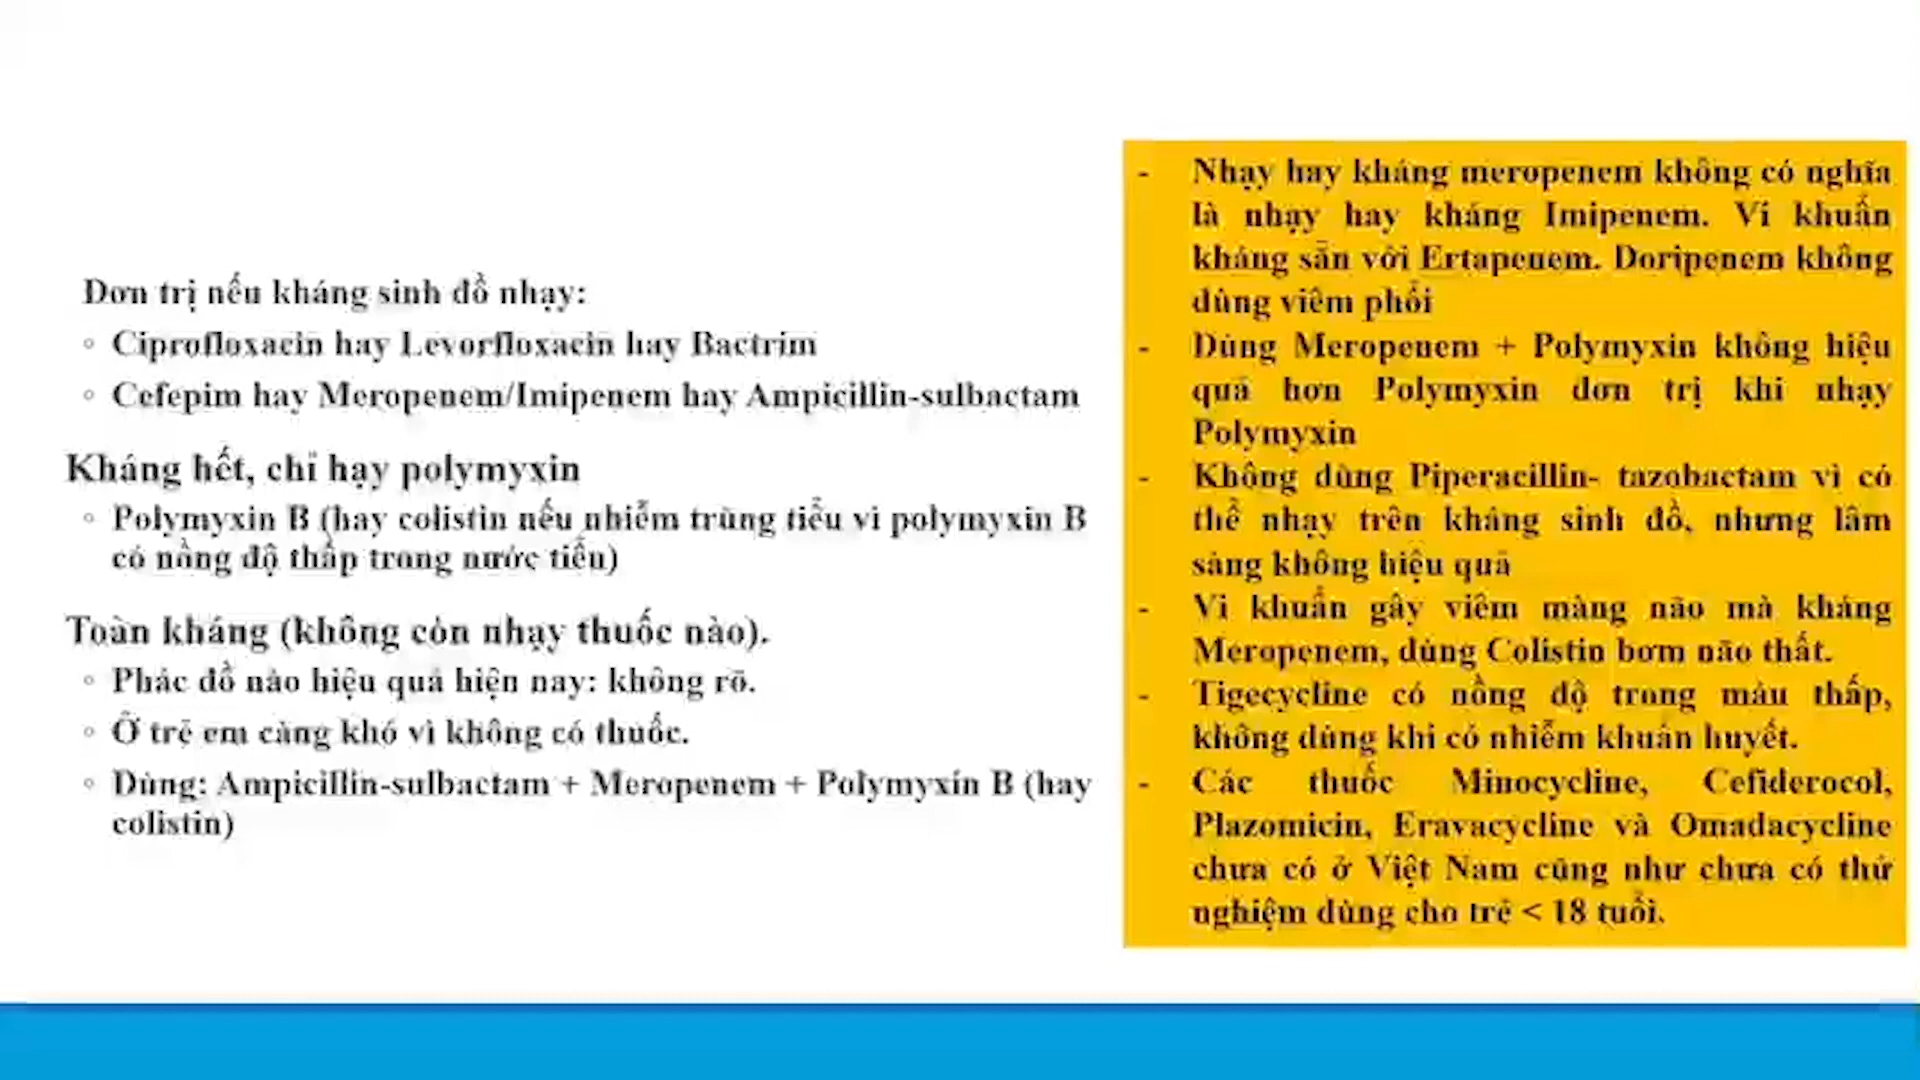 Đơn trị nếu kháng sinh đồ nhạy:
◦ Ciprofloxacin hay Levorfloxacin hay Bactrim
◦ Cefepim hay Meropenem/Imipenem hay Ampicillin-sulbactam
Kháng hết, chỉ hạy polymyxin
◦ Polymyxin B (hay colistin nếu nhiễm trùng tiểu vì polymyxin B
có nồng độ thấp trong nước tiểu)
Toàn kháng (không còn nhạy thuốc nào).
◦ Phác đồ nào hiệu quả hiện nay: không rõ.
◦ Ở trẻ em càng khó vì không có thuốc.
◦ Dùng: Ampicillin-sulbactam + Meropenem + Polymyxin B (hay
colistin)
- Nhạy hay kháng meropenem không có nghĩa
là nhạy hay kháng Imipenem. Vi khuẩn
kháng sẵn với Ertapenem. Doripenem không
dùng viêm phổi
- Dùng Meropenem + Polymyxin không hiệu
quả hơn Polymyxin đơn trị khi nhạy
Polymyxin
- Không dùng Piperacillin- tazobactam vì có
thể nhạy trên kháng sinh đồ, nhưng lâm
sàng không hiệu quả
- Vi khuẩn gây viêm màng não mà kháng
Meropenem, dùng Colistin bơm não thất.
- Tigecycline có nồng độ trong máu thấp,
không dùng khi có nhiễm khuẩn huyết.
- Các thuốc Minocycline, Cefiderocol,
Plazomicin, Eravacycline và Omadacycline
chưa có ở Việt Nam cũng như chưa có thử
nghiệm dùng cho trẻ < 18 tuổi.